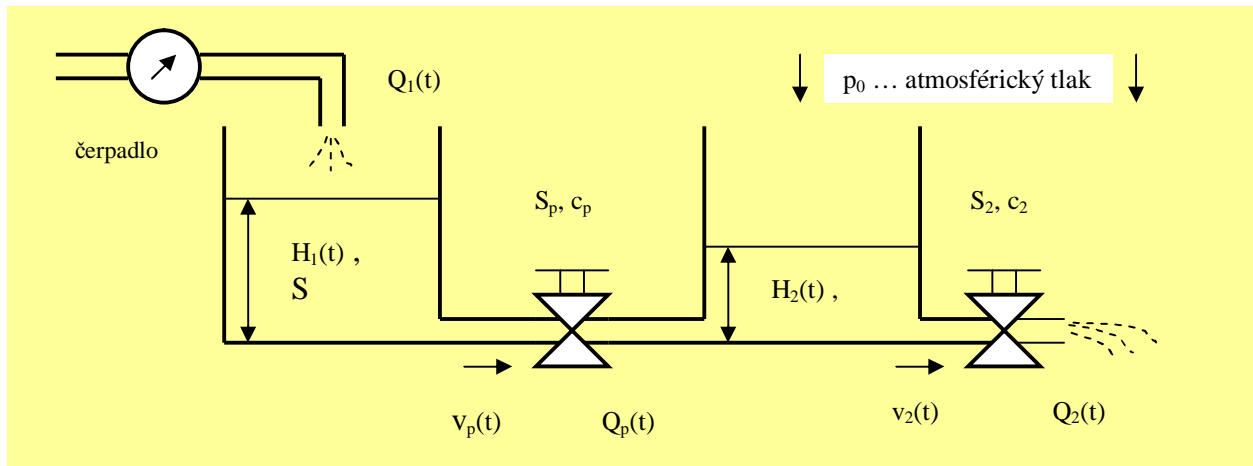 Q₁(t)
p₀ … atmosférický tlak
čerpadlo
Sₚ, cₚ
S₂, c₂
H₁(t) ,
S
H₂(t) ,
vₚ(t)
Qₚ(t)
v₂(t)
Q₂(t)